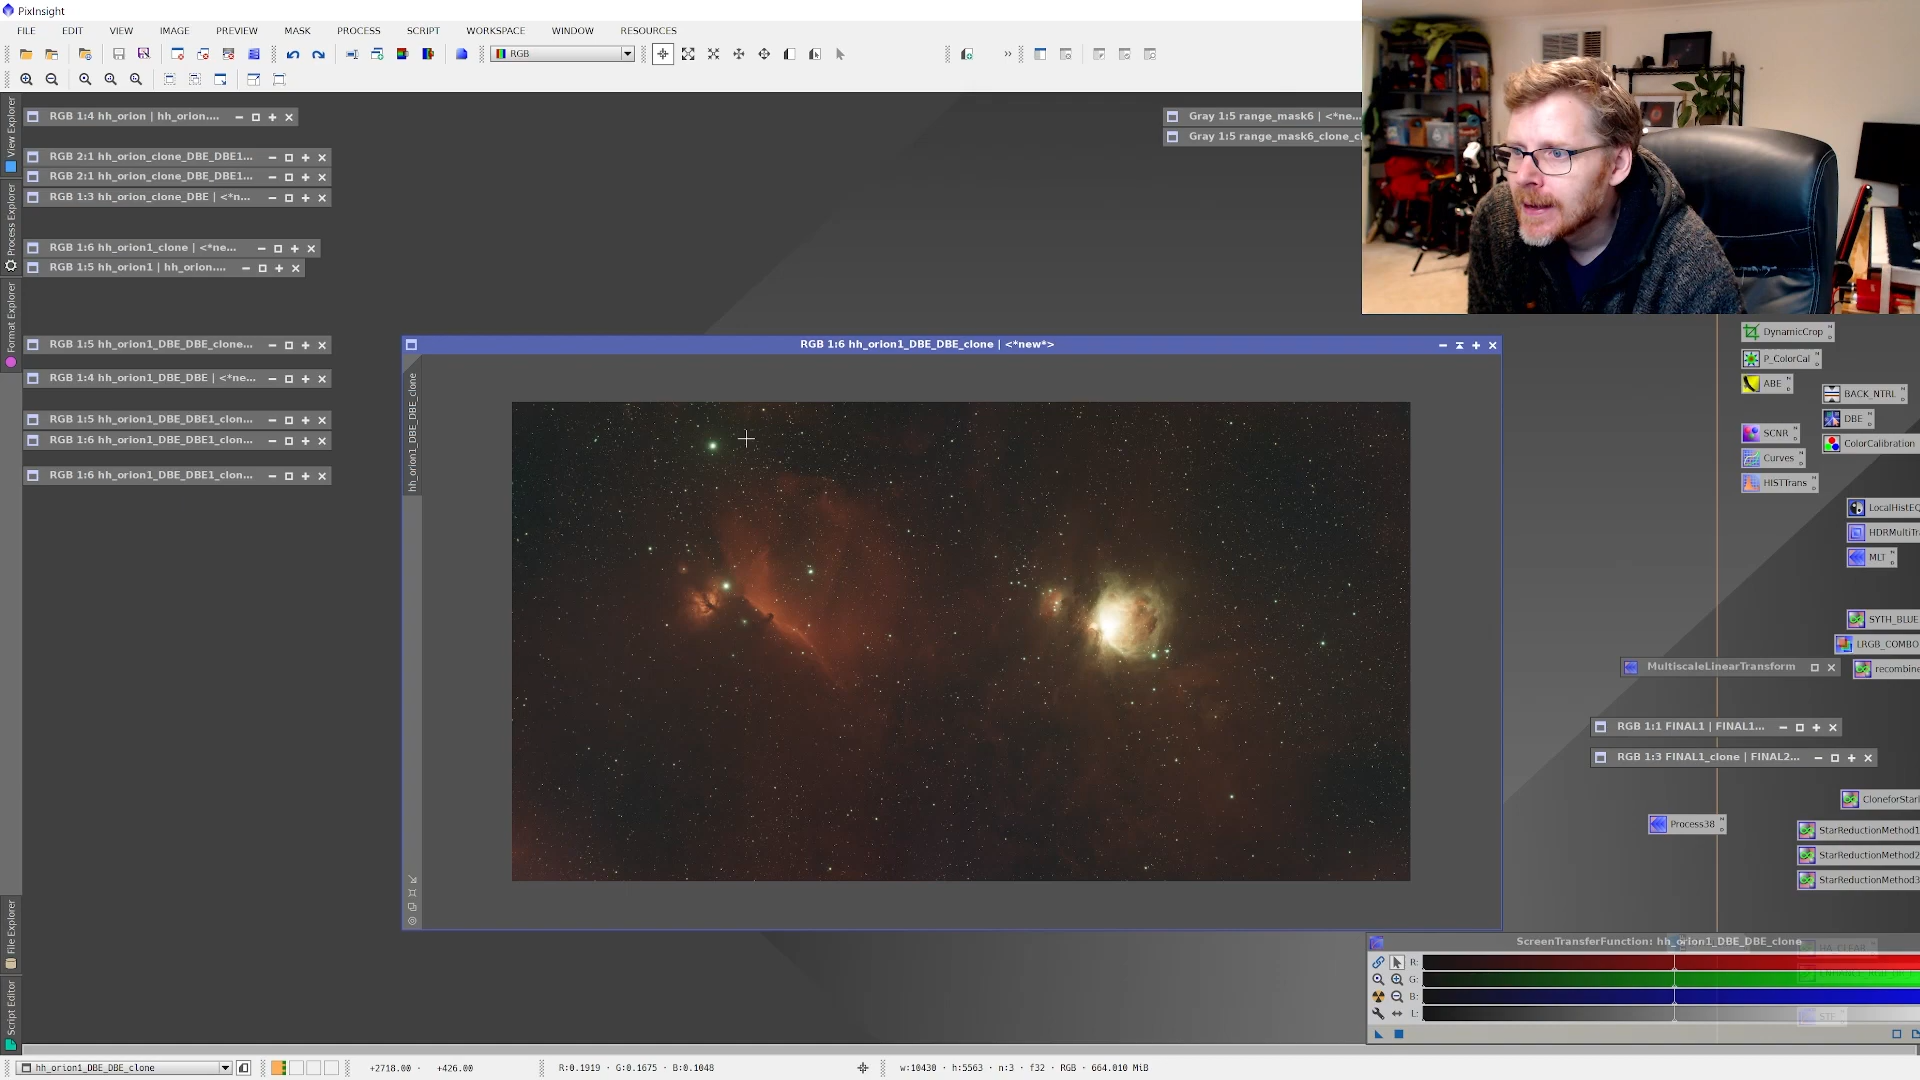 PixInsight
FILE EDIT VIEW IMAGE PREVIEW MASK PROCESS SCRIPT WORKSPACE WINDOW RESOURCES
RGB
View Explorer
Process Explorer
Format Explorer
File Explorer
Script Editor
RGB 1:4 hh_orion | hh_orion....
RGB 2:1 hh_orion_clone_DBE_DBE1...
RGB 2:1 hh_orion_clone_DBE_DBE1...
RGB 1:3 hh_orion_clone_DBE | <*n...
RGB 1:6 hh_orion1_clone | <*ne...
RGB 1:5 hh_orion1 | hh_orion....
RGB 1:5 hh_orion1_DBE_DBE_clone...
RGB 1:4 hh_orion1_DBE_DBE | <*ne...
RGB 1:5 hh_orion1_DBE_DBE1_clon...
RGB 1:6 hh_orion1_DBE_DBE1_clon...
RGB 1:6 hh_orion1_DBE_DBE1_clon...
Gray 1:5 range_mask6 | <*ne...
Gray 1:5 range_mask6_clone_cl
RGB 1:6 hh_orion1_DBE_DBE_clone | <*new*>
hh_orion1_DBE_DBE_clone
DynamicCrop
P_ColorCal
ABE
BACK_NTRL
DBE
SCNR
ColorCalibration
Curves
HISTTrans
LocalHistEQ
HDRMultiTr
MLT
SYTH_BLUE
LRGB_COMBO
MultiscaleLinearTransform
recombine
RGB 1:1 FINAL1 | FINAL1...
RGB 1:3 FINAL1_clone | FINAL2...
CloneforStar
Process38
StarReductionMethod1
StarReductionMethod2
StarReductionMethod3
ScreenTransferFunction: hh_orion1_DBE_DBE_clone
HA_CLEAR
R:
G:
B:
L:
STF
hh_orion1_DBE_DBE_clone
+2718.00 · +426.00
R:0.1919 · G:0.1675 · B:0.1048
w:10430 · h:5563 · n:3 · f32 · RGB · 664.010 MiB